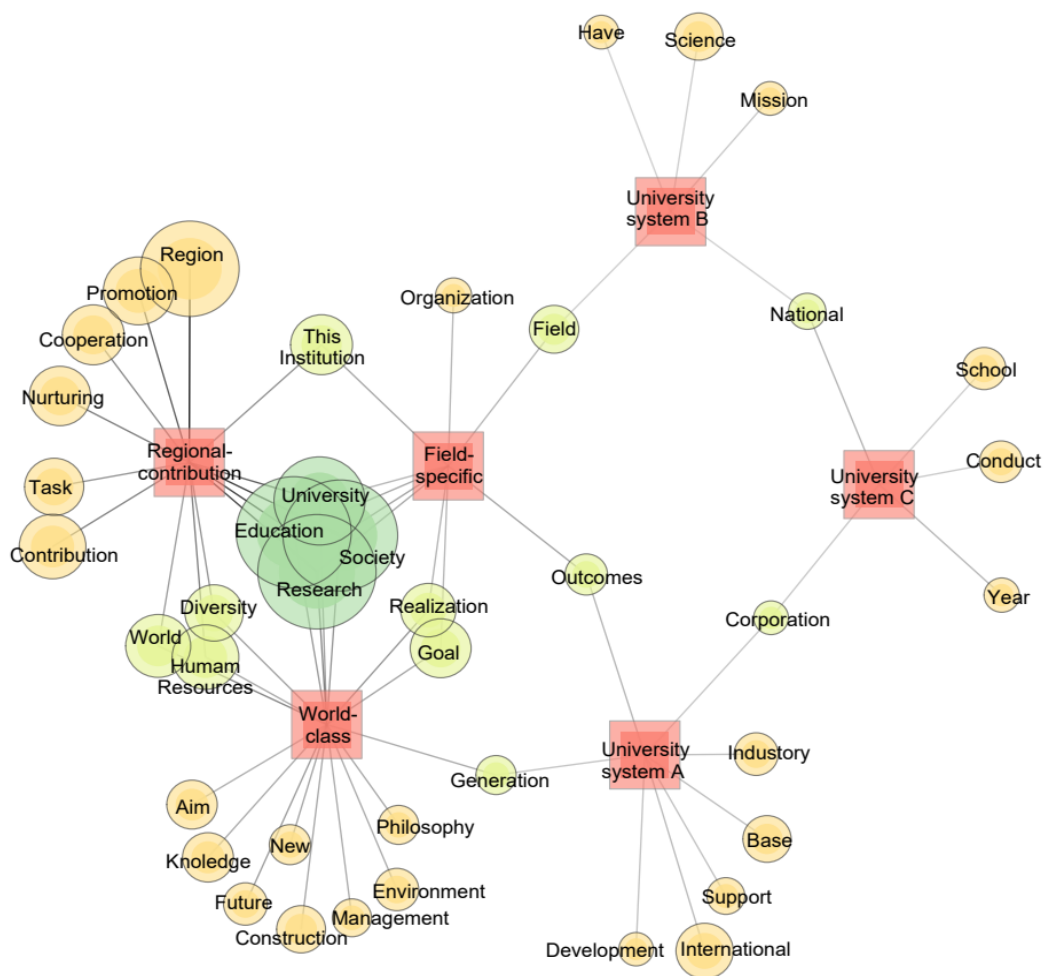 Have
Science
Mission
University
system B
Region
Promotion
Organization
Cooperation
This
Institution
Field
National
School
Nurturing
Regional-
contribution
Field-
specific
Conduct
University
system C
Task
University
Education
Society
Contribution
Research
Outcomes
Year
Diversity
Realization
Corporation
World
Goal
Humam
Resources
World-
class
University
system A
Industory
Generation
Aim
Philosophy
New
Base
Knoledge
Environment
Future
Management
Support
Construction
Development
International